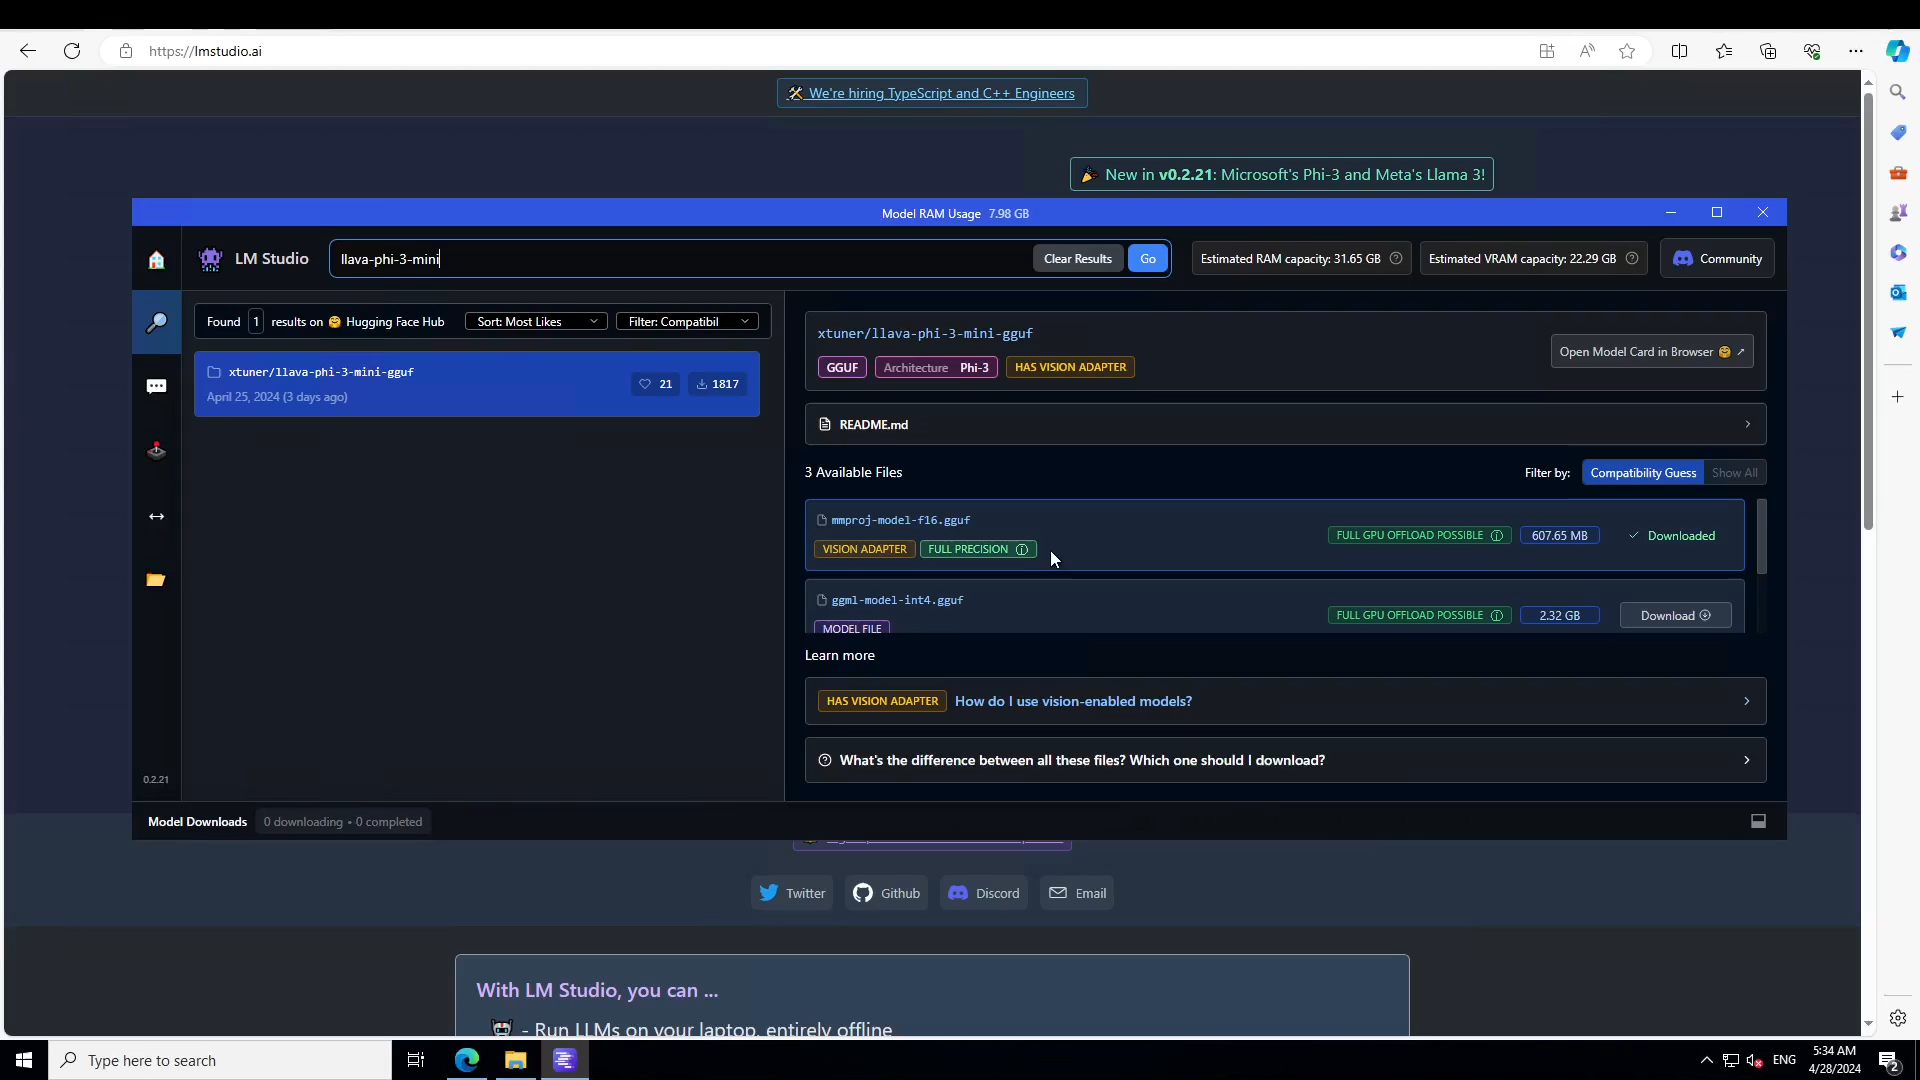 https://lmstudio.ai
We're hiring TypeScript and C++ Engineers
New in v0.2.21: Microsoft's Phi-3 and Meta's Llama 3!
Model RAM Usage 7.98 GB
LM Studio
llava-phi-3-mini
Clear Results
Go
Estimated RAM capacity: 31.65 GB
Estimated VRAM capacity: 22.29 GB
Community
Found 1 results on 🤗 Hugging Face Hub
Sort: Most Likes
Filter: Compatibil
xtuner/llava-phi-3-mini-gguf
April 25, 2024 (3 days ago)
21
1817
xtuner/llava-phi-3-mini-gguf
GGUF
Architecture Phi-3
HAS VISION ADAPTER
Open Model Card in Browser 🤗 ↗
README.md
3 Available Files
Filter by:
Compatibility Guess
Show All
mmproj-model-f16.gguf
VISION ADAPTER
FULL PRECISION
FULL GPU OFFLOAD POSSIBLE
607.65 MB
Downloaded
ggml-model-int4.gguf
MODEL FILE
FULL GPU OFFLOAD POSSIBLE
2.32 GB
Download
Learn more
HAS VISION ADAPTER How do I use vision-enabled models?
What's the difference between all these files? Which one should I download?
0.2.21
Model Downloads
0 downloading • 0 completed
Twitter
Github
Discord
Email
With LM Studio, you can ...
- Run LLMs on your laptop, entirely offline
Type here to search
ENG
5:34 AM
4/28/2024
2